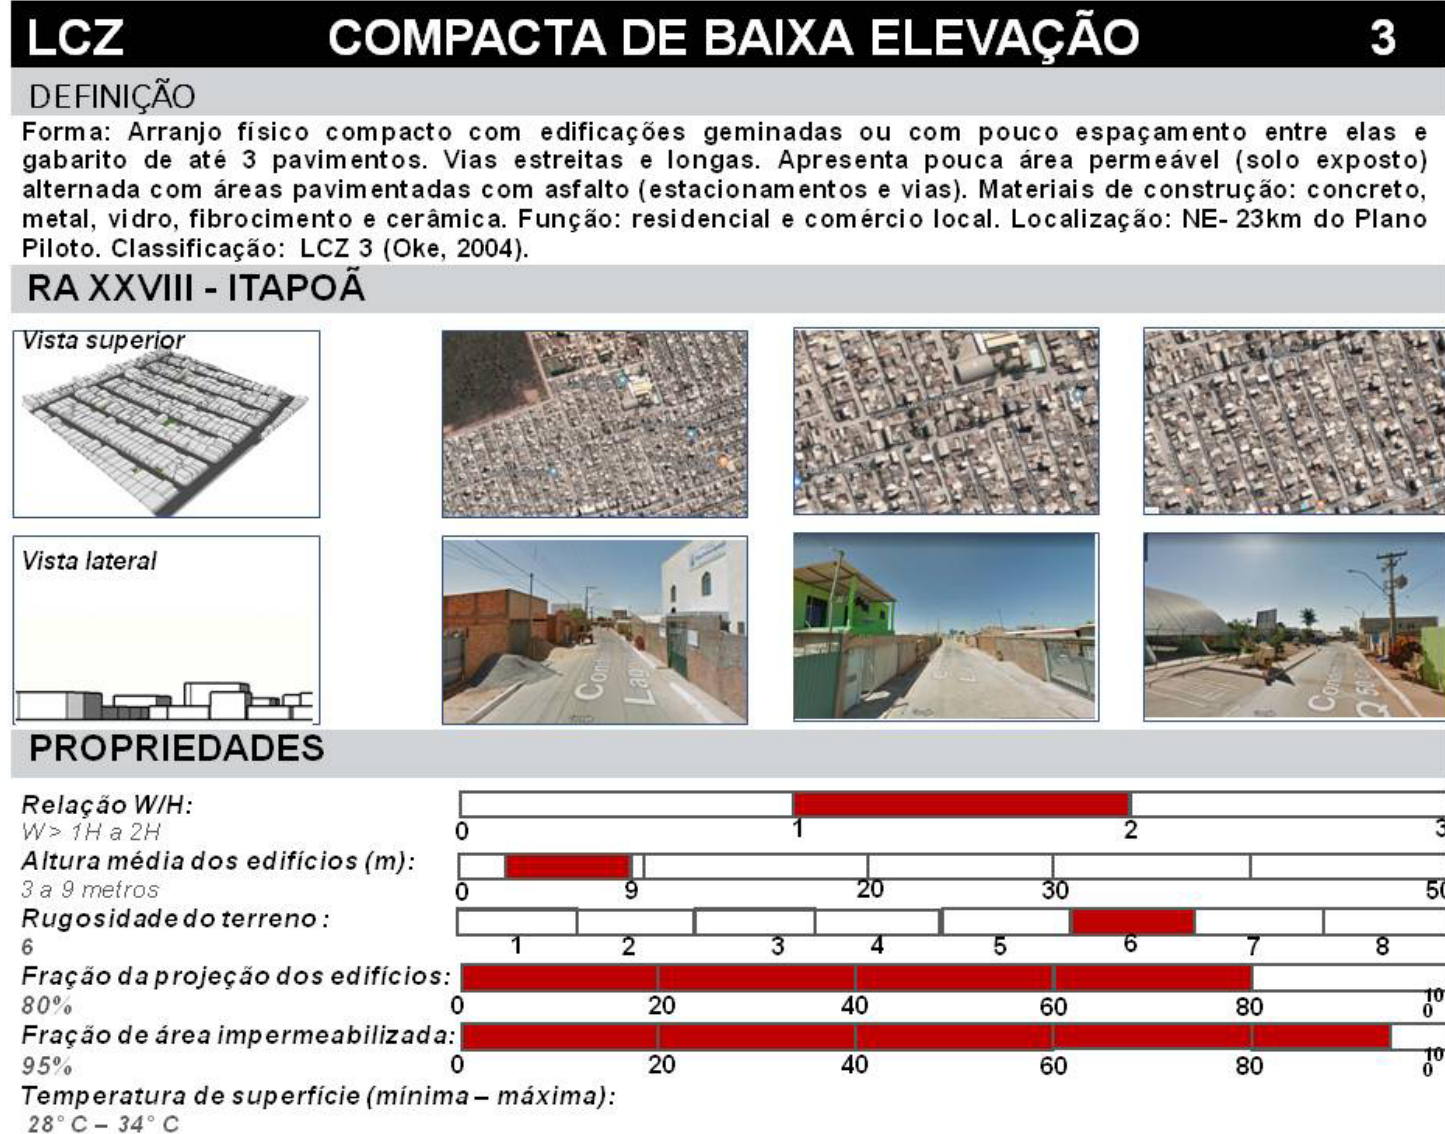 LCZ COMPACTA DE BAIXA ELEVAÇÃO 3
DEFINIÇÃO
Forma: Arranjo físico compacto com edificações geminadas ou com pouco espaçamento entre elas e
gabarito de até 3 pavimentos. Vias estreitas e longas. Apresenta pouca área permeável (solo exposto)
alternada com áreas pavimentadas com asfalto (estacionamentos e vias). Materiais de construção: concreto,
metal, vidro, fibrocimento e cerâmica. Função: residencial e comércio local. Localização: NE- 23km do Plano
Piloto. Classificação: LCZ 3 (Oke, 2004).
RA XXVIII - ITAPOÃ
Vista superior
Vista lateral
PROPRIEDADES
Relação W/H:
W> 1H a 2H
0 1 2 3
Altura média dos edifícios (m):
3 a 9 metros
0 9 20 30 50
Rugosidade do terreno :
6
1 2 3 4 5 6 7 8
Fração da projeção dos edifícios:
80%
0 20 40 60 80 100
Fração de área impermeabilizada:
95%
0 20 40 60 80 100
Temperatura de superfície (mínima – máxima):
28° C – 34° C